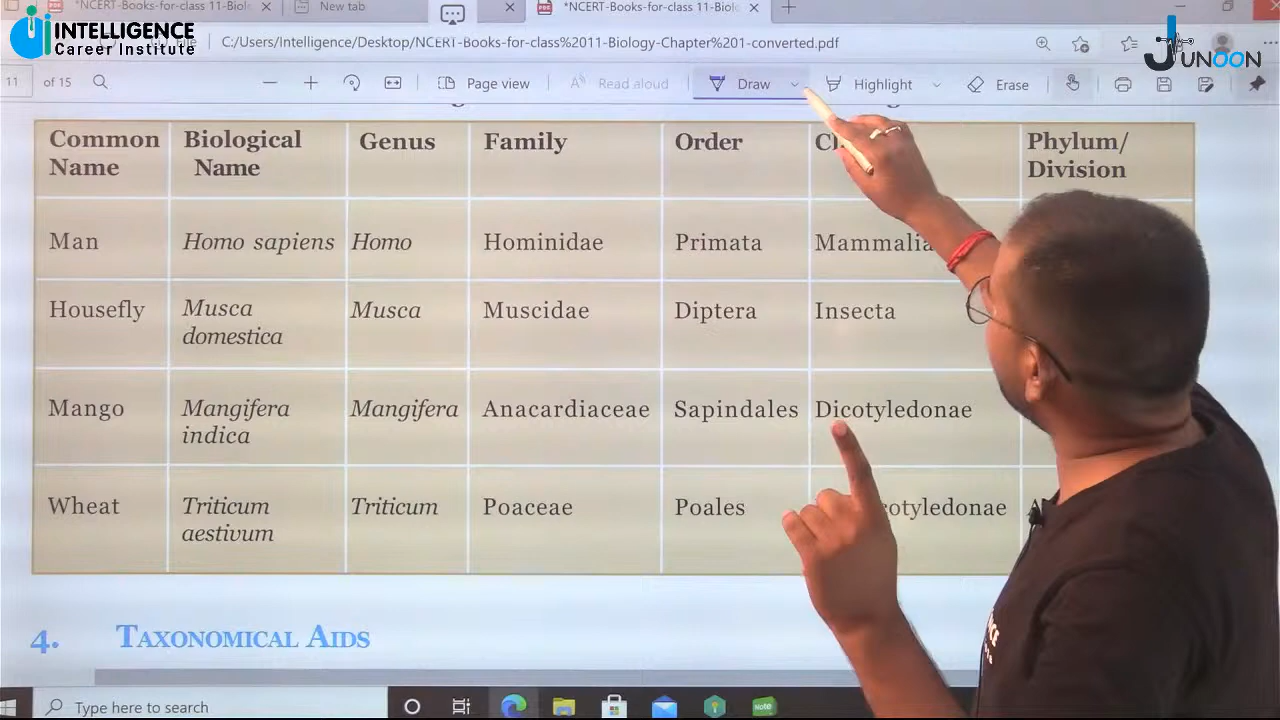 *NCERT-Books-for class 11-Biolo
New tab
*NCERT-Books-for class 11-Biolo
INTELLIGENCE
Career Institute
File
C:/Users/Intelligence/Desktop/NCERT-Books-for-class%2011-Biology-Chapter%201-converted.pdf
JUNOON
11 of 15
Page view
Read aloud
Draw
Highlight
Erase
Common Name
Biological Name
Genus
Family
Order
Phylum/ Division
Man
Homo sapiens
Homo
Hominidae
Primata
Mammalia
Housefly
Musca domestica
Musca
Muscidae
Diptera
Insecta
Mango
Mangifera indica
Mangifera
Anacardiaceae
Sapindales
Dicotyledonae
Wheat
Triticum aestivum
Triticum
Poaceae
Poales
4. TAXONOMICAL AIDS
Type here to search